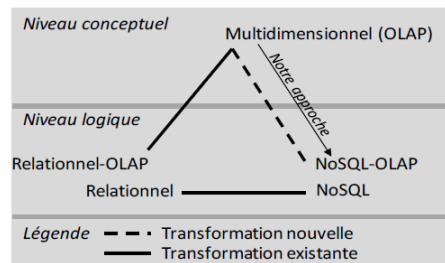 Niveau conceptuel
Multidimensionnel (OLAP)
Notre approche
Niveau logique
Relationnel-OLAP NoSQL-OLAP
Relationnel NoSQL
Légende Transformation nouvelle
Transformation existante